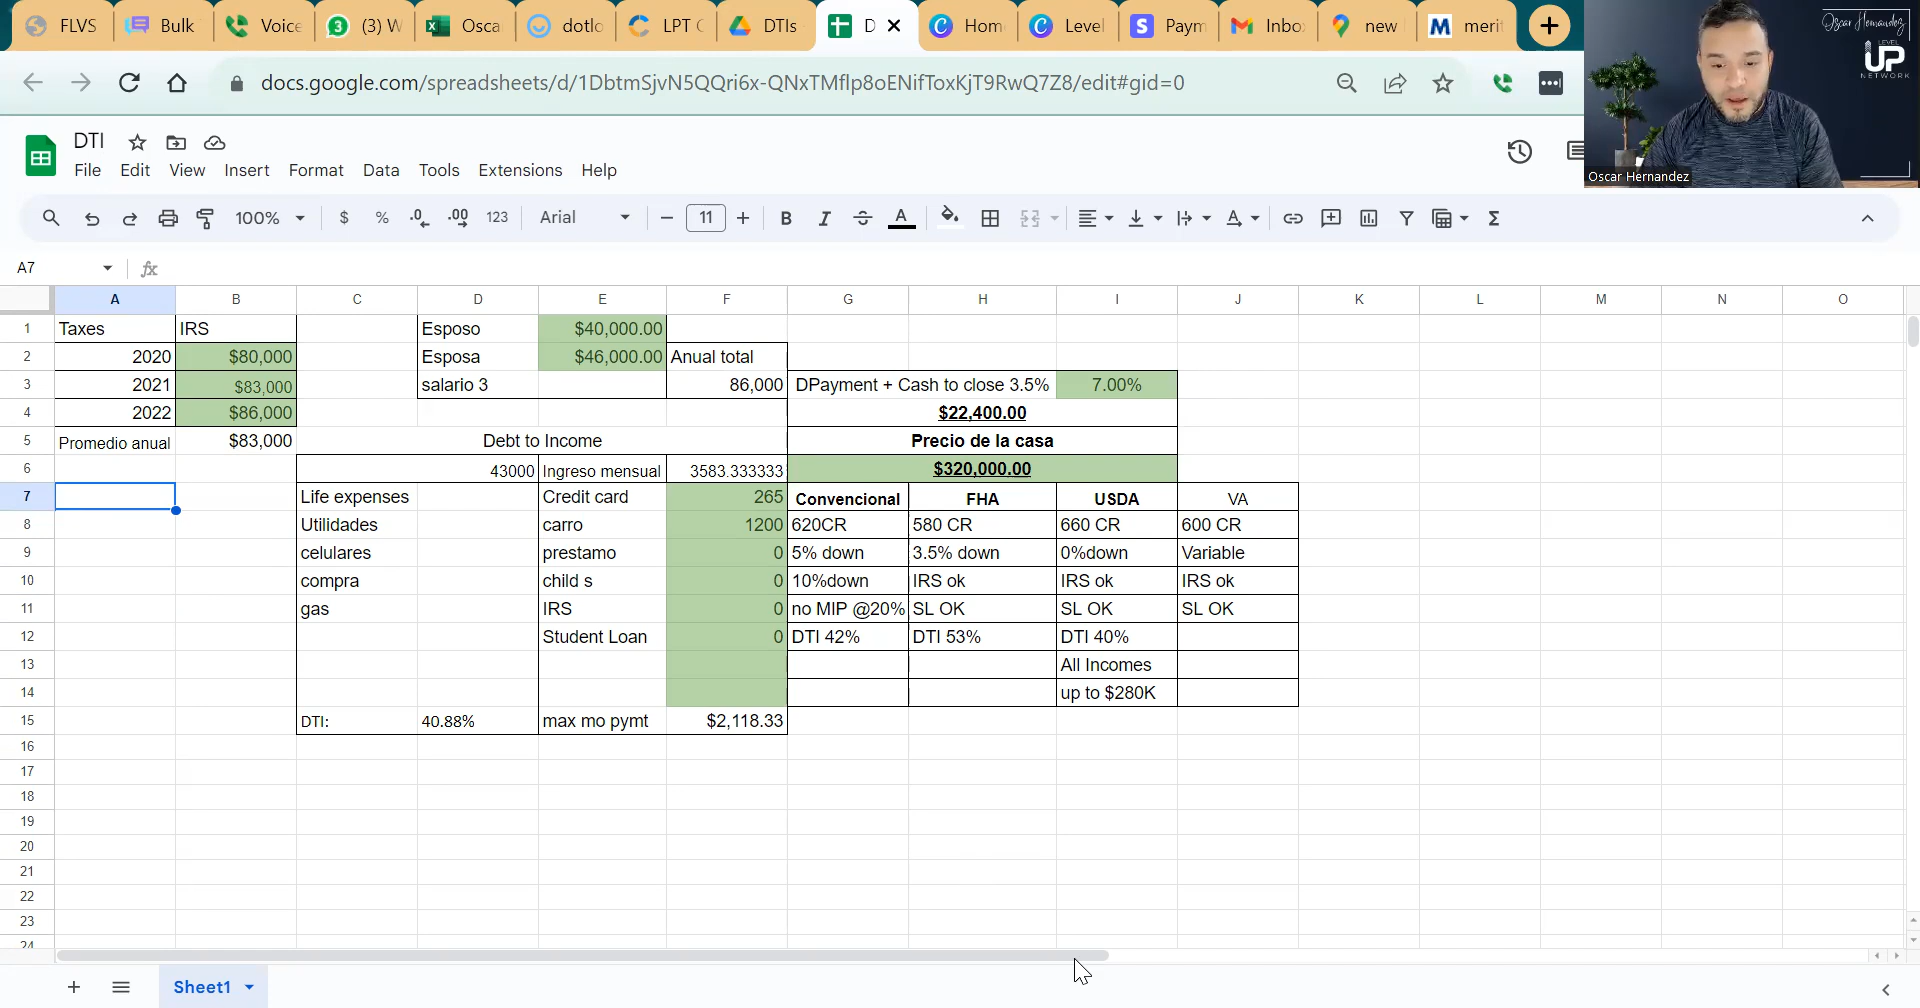 FLVS Bulk Voice 3 (3) W Osca dotlo LPT C DTIs D Home Level Paym Inbo new merit
docs.google.com/spreadsheets/d/1DbtmSjvN5QQri6x-QNxTMflp8oENifToxKjT9RwQ7Z8/edit#gid=0
Oscar Hernandez
LEVEL
UP
NETWORK
Oscar Hernandez
DTI
File Edit View Insert Format Data Tools Extensions Help
100% $ % .0 .00 123 Arial 11 B I A
A7 fx
A B C D E F G H I J K L M N O
1 Taxes IRS Esposo $40,000.00
2 2020 $80,000 Esposa $46,000.00 Anual total
3 2021 $83,000 salario 3 86,000 DPayment + Cash to close 3.5% 7.00%
4 2022 $86,000 $22,400.00
5 Promedio anual $83,000 Debt to Income Precio de la casa
6 43000 Ingreso mensual 3583.333333 $320,000.00
7 Life expenses Credit card 265 Convencional FHA USDA VA
8 Utilidades carro 1200 620CR 580 CR 660 CR 600 CR
9 celulares prestamo 0 5% down 3.5% down 0%down Variable
10 compra child s 0 10%down IRS ok IRS ok IRS ok
11 gas IRS 0 no MIP @20% SL OK SL OK SL OK
12 Student Loan 0 DTI 42% DTI 53% DTI 40%
13 All Incomes
14 up to $280K
15 DTI: 40.88% max mo pymt $2,118.33
16
17
18
19
20
21
22
23
24
Sheet1